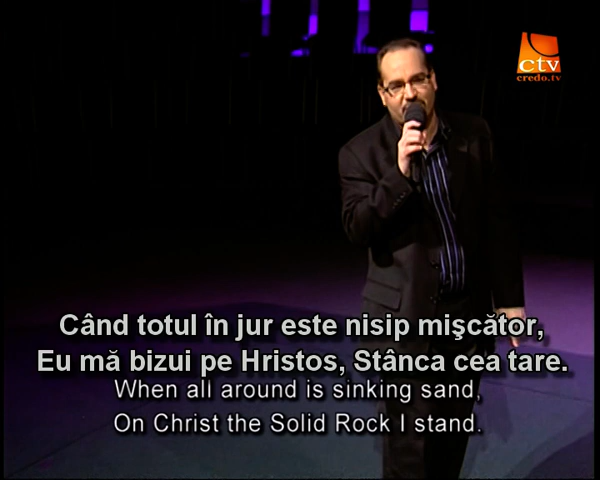 ctv
credo.tv
Când totul în jur este nisip mişcător,
Eu mă bizui pe Hristos, Stânca cea tare.
When all around is sinking sand,
On Christ the Solid Rock I stand.